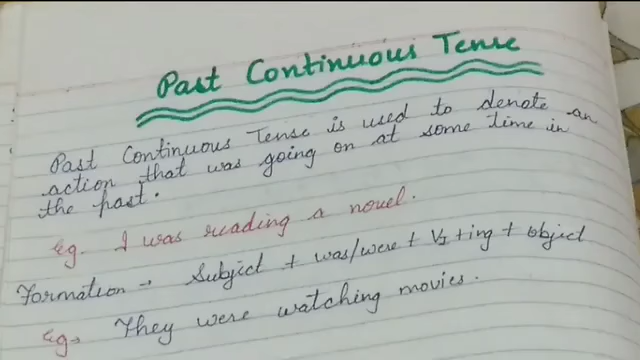 Past Continuous Tense
Past Continuous Tense is used to denote an
action that was going on at some time in
the past.
Eg. I was reading a novel.
Formation → Subject + was/were + V1 + ing + object
Eg → They were watching movies.